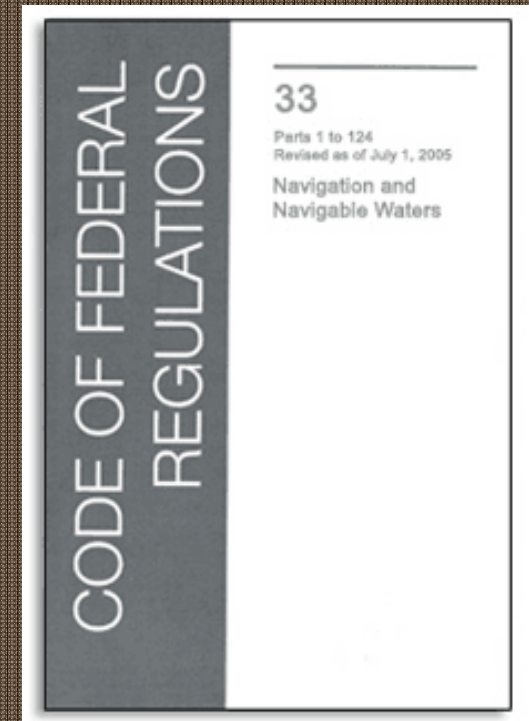 CODE OF FEDERAL
REGULATIONS
33
Parts 1 to 124
Revised as of July 1, 2005
Navigation and
Navigable Waters